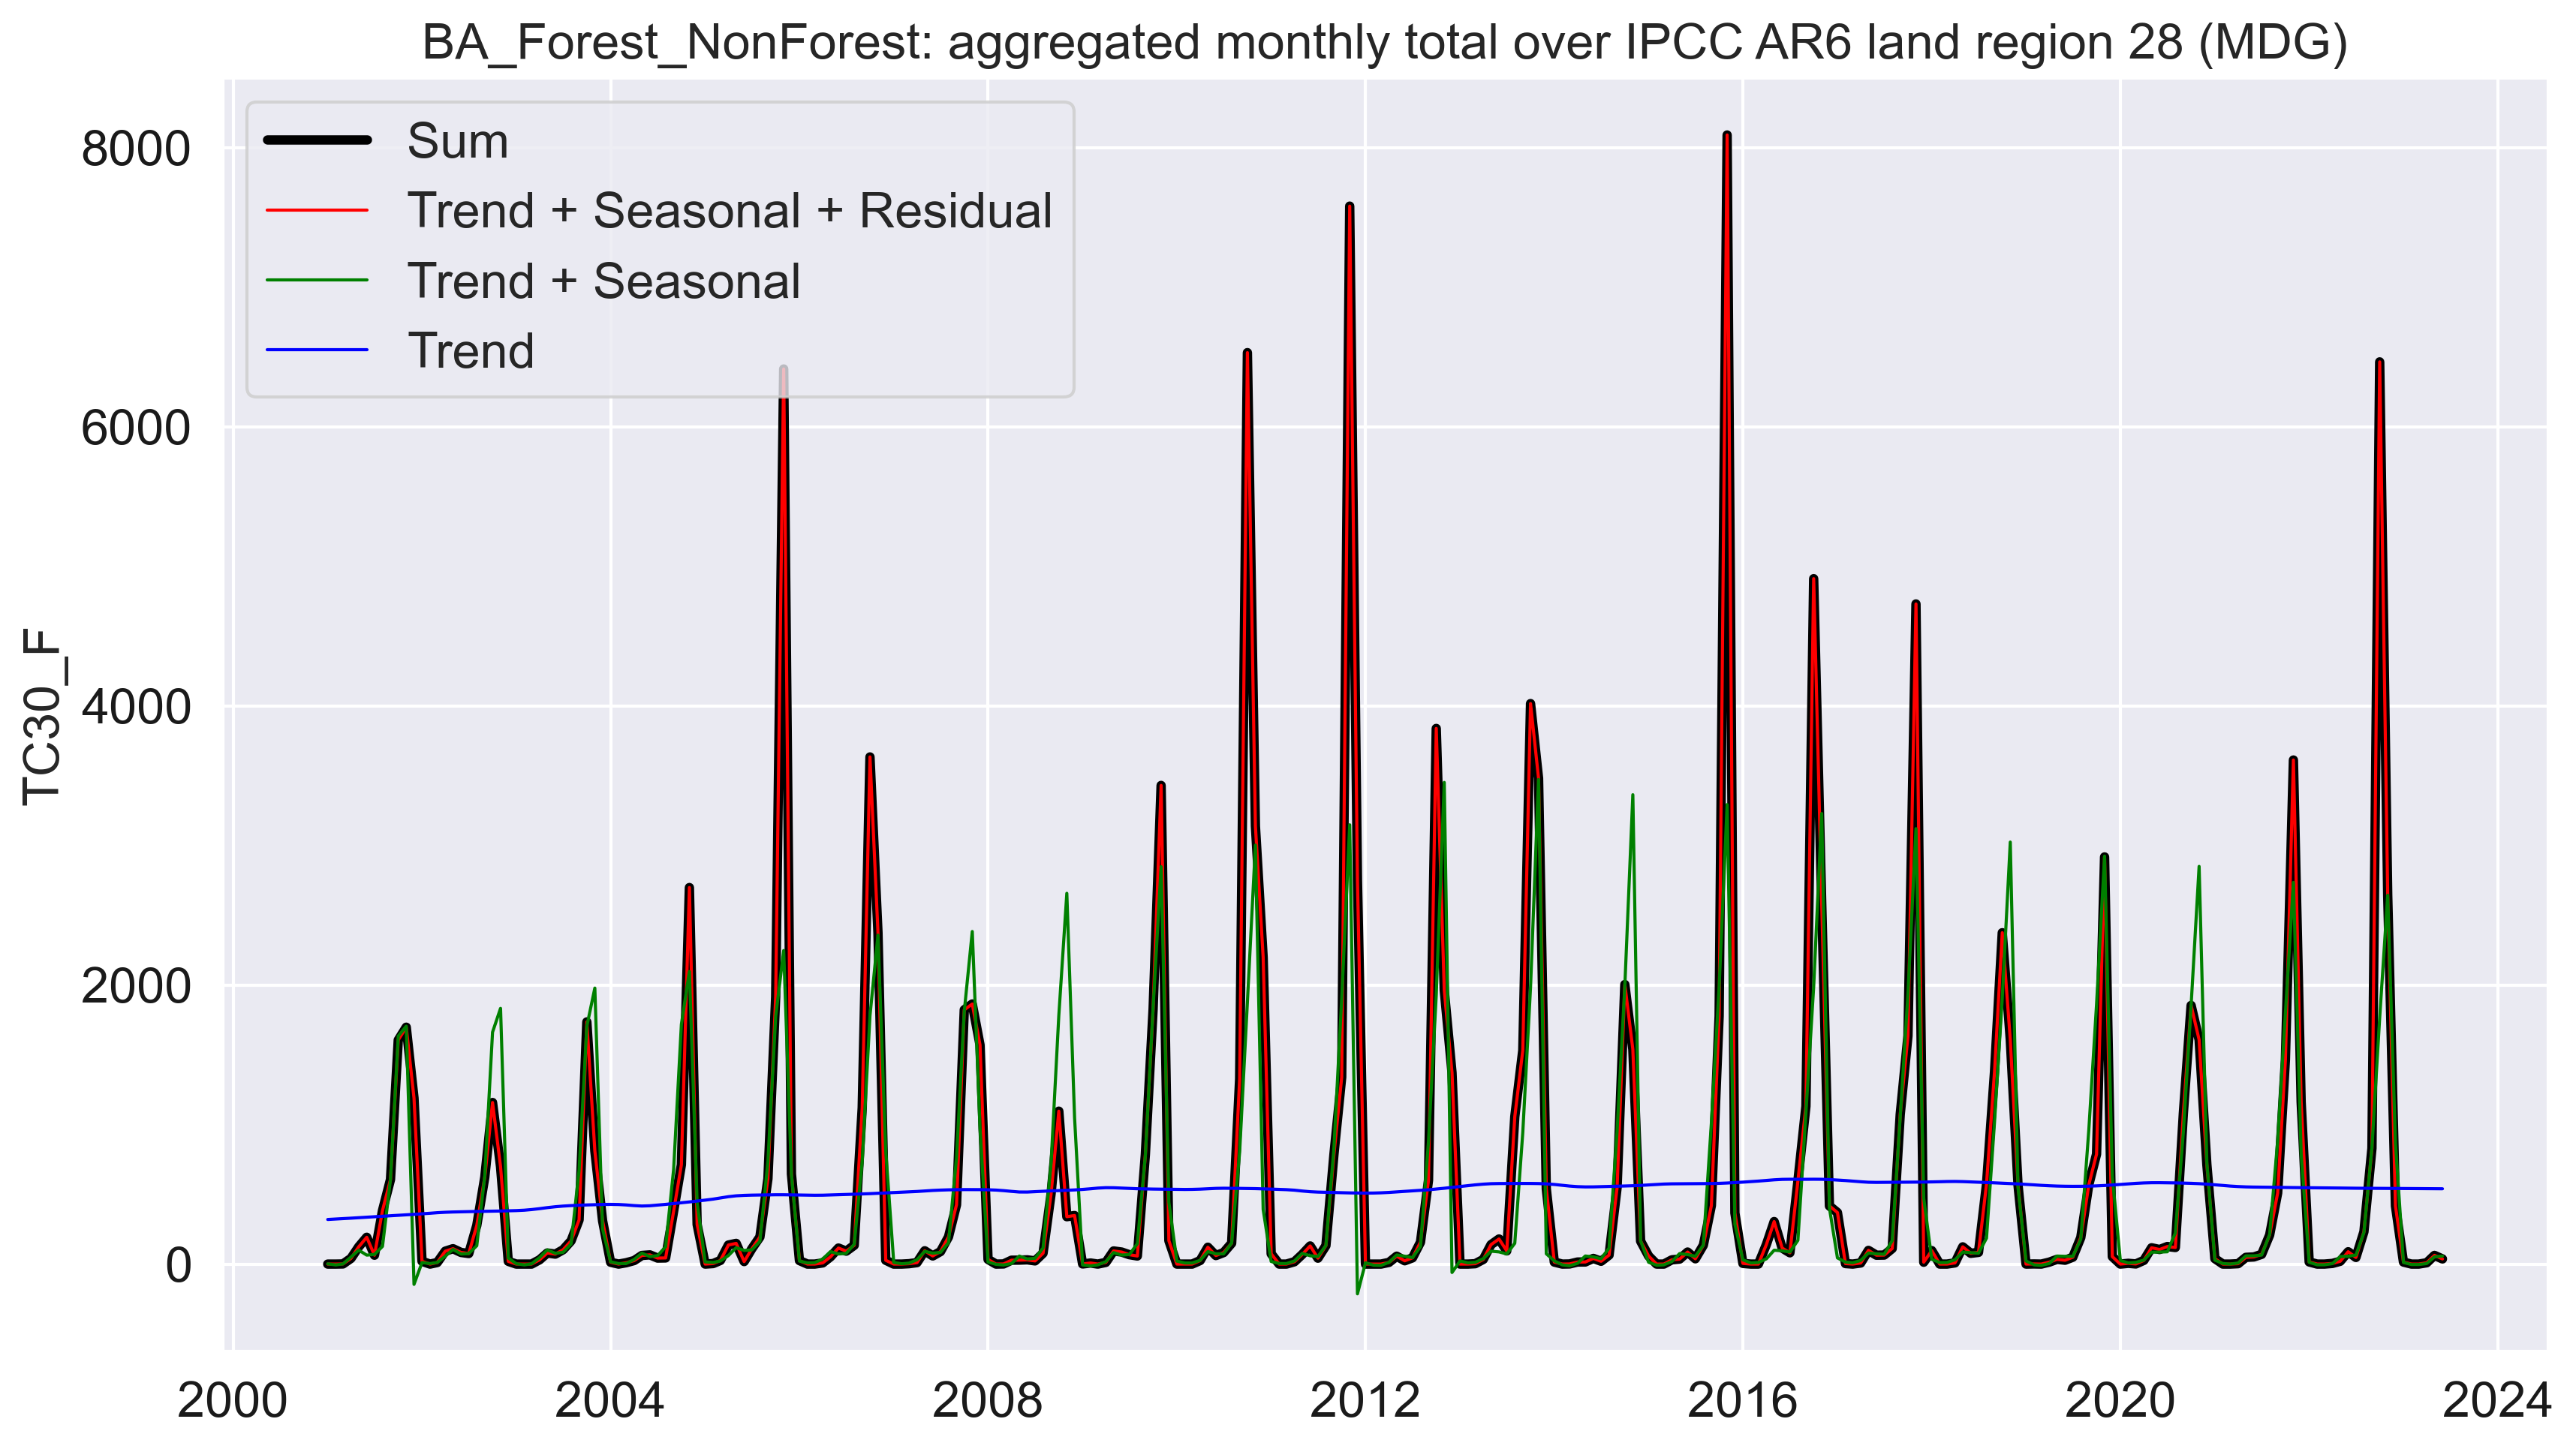 BA_Forest_NonForest: aggregated monthly total over IPCC AR6 land region 28 (MDG)
Sum
Trend + Seasonal + Residual
Trend + Seasonal
Trend
8000
6000
4000
2000
0
TC30_F
2000
2004
2008
2012
2016
2020
2024